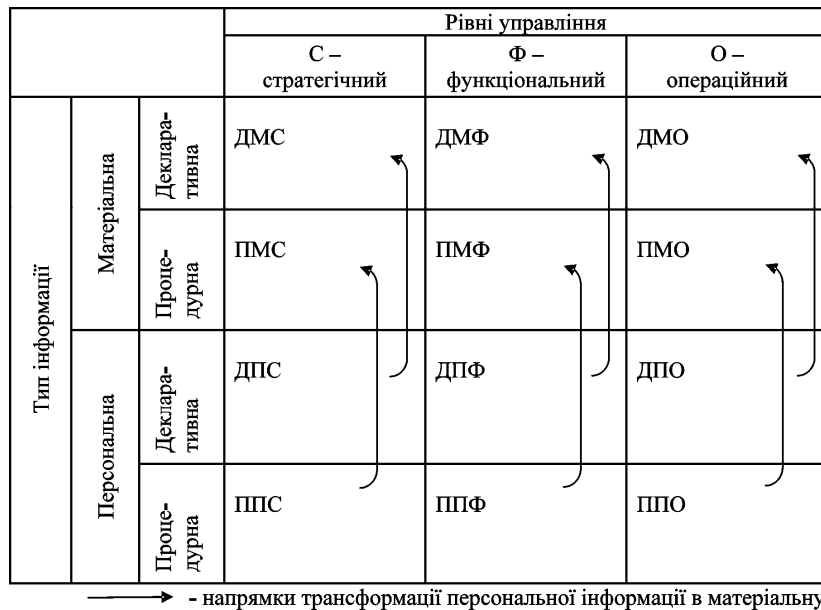 Рівні управління
С –
стратегічний
Ф –
функціональний
О –
операційний
Тип інформації
Матеріальна
Деклара-
тивна
ДМС
ДМФ
ДМО
Проце-
дурна
ПМС
ПМФ
ПМО
Персональна
Деклара-
тивна
ДПС
ДПФ
ДПО
Проце-
дурна
ППС
ППФ
ППО
- напрямки трансформації персональної інформації в матеріальну